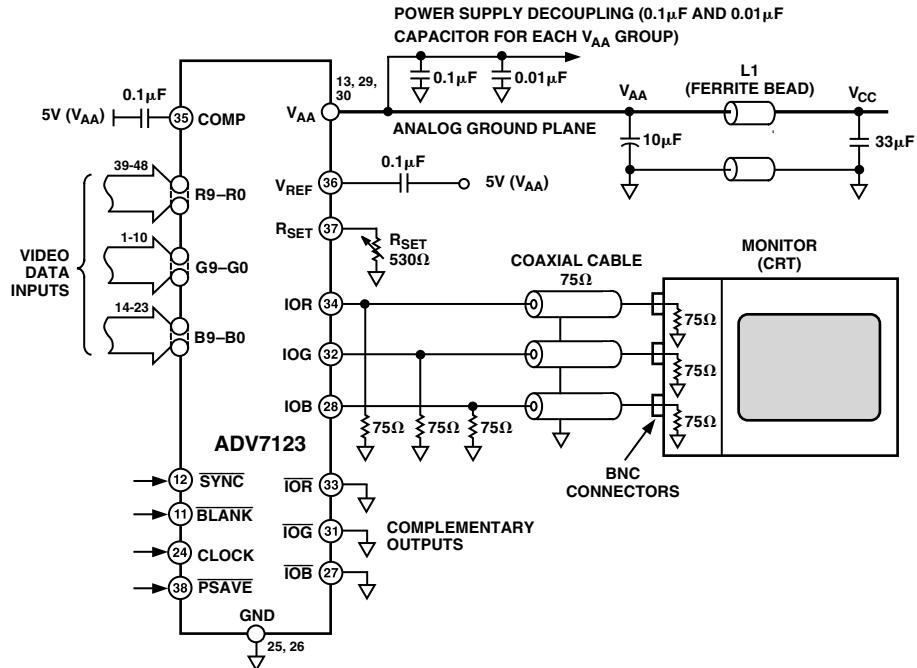 POWER SUPPLY DECOUPLING (0.1µF AND 0.01µF
CAPACITOR FOR EACH VAA GROUP)
0.1µF
0.01µF
L1
(FERRITE BEAD)
13, 29,
30
VAA
VAA
VCC
0.1µF
5V (VAA)
35
COMP
ANALOG GROUND PLANE
10µF
33µF
39-48
R9–R0
VREF
36
0.1µF
5V (VAA)
RSET
37
RSET
530Ω
VIDEO
DATA
INPUTS
1-10
G9–G0
COAXIAL CABLE
75Ω
MONITOR
(CRT)
14-23
B9–B0
IOR
34
75Ω
IOG
32
75Ω
IOB
28
75Ω
75Ω
75Ω
75Ω
ADV7123
BNC
CONNECTORS
12
SYNC
IOR
33
11
BLANK
IOG
31
COMPLEMENTARY
OUTPUTS
24
CLOCK
38
PSAVE
IOB
27
GND
25, 26